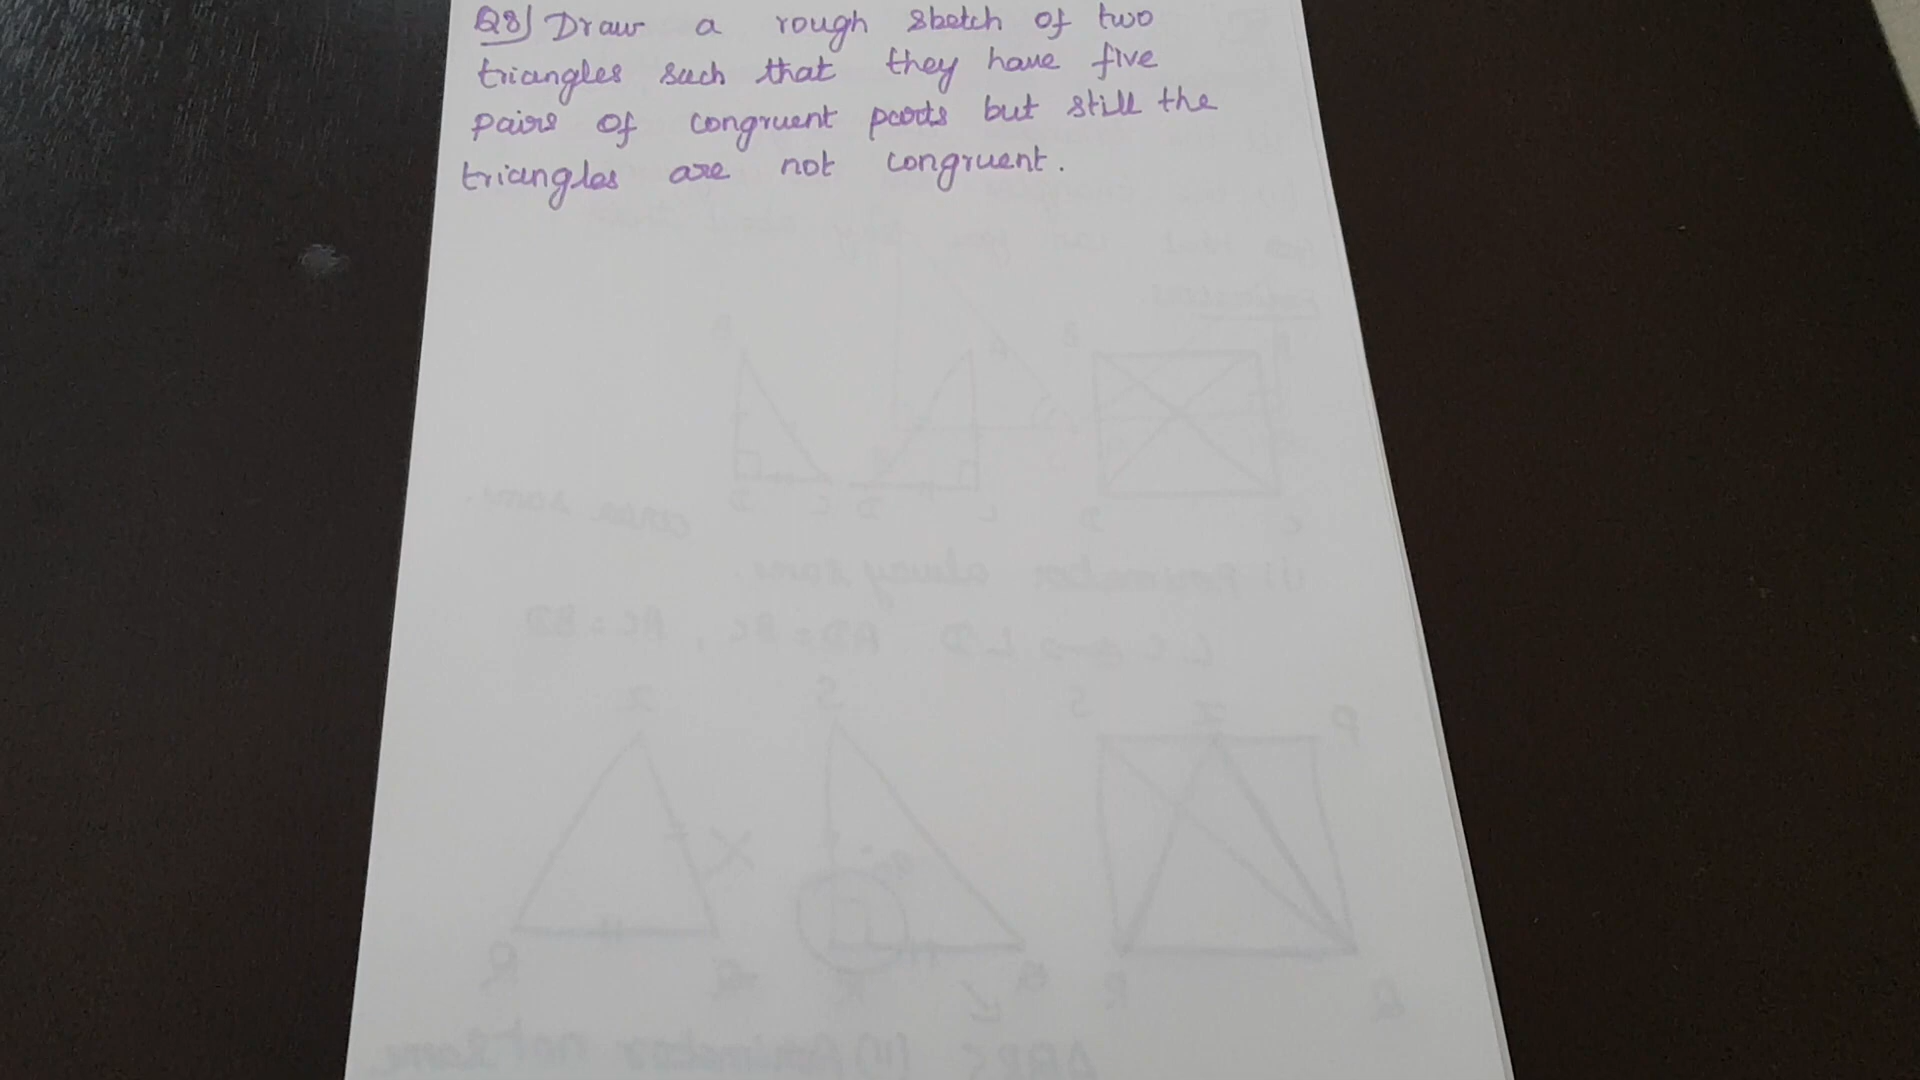 Q8) Draw a rough sketch of two
triangles such that they have five
pairs of congruent parts but still the
triangles are not congruent.